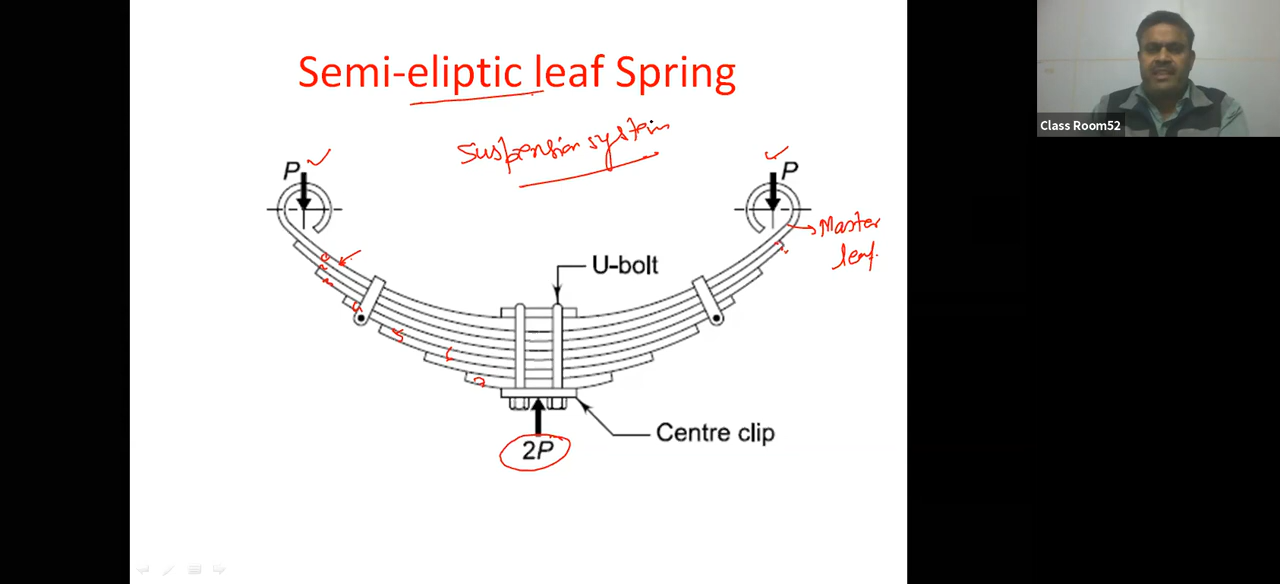 Semi-eliptic leaf Spring
Suspension system
P
P
Master
leaf
U-bolt
Centre clip
2P
Class Room52